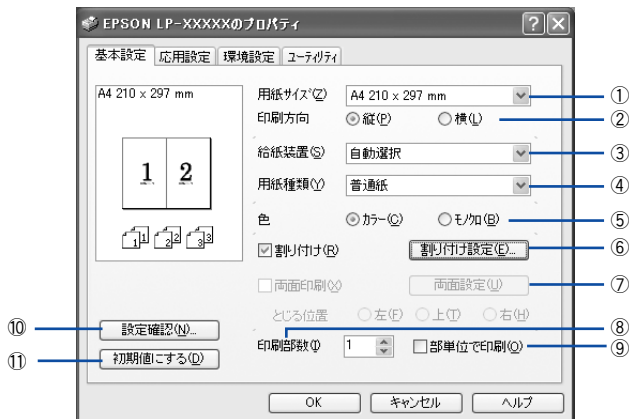 EPSON LP-XXXXXのプロパティ
基本設定 応用設定 環境設定 ユーティリティ
A4 210 x 297 mm
1 2
1 1 2 2 3 3
用紙サイズ(Z) A4 210 x 297 mm ①
印刷方向 縦(P) 横(L) ②
給紙装置(S) 自動選択 ③
用紙種類(Y) 普通紙 ④
色 カラー(C) モノクロ(B) ⑤
割り付け(R) 割り付け設定(E)... ⑥
両面印刷(X) 両面設定(U) ⑦
とじる位置 左(F) 上(T) 右(H)
⑧
⑩ 設定確認(N)...
印刷部数(I) 1 部単位で印刷(O) ⑨
⑪ 初期値にする(D)
OK キャンセル ヘルプ